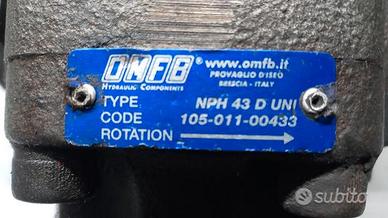 OMFB® www.omfb.it
HYDRAULIC COMPONENTS
PROVAGLIO D'ISEO
BRESCIA - ITALY
TYPE NPH 43 D UNI
CODE 105-011-00433
ROTATION
subito